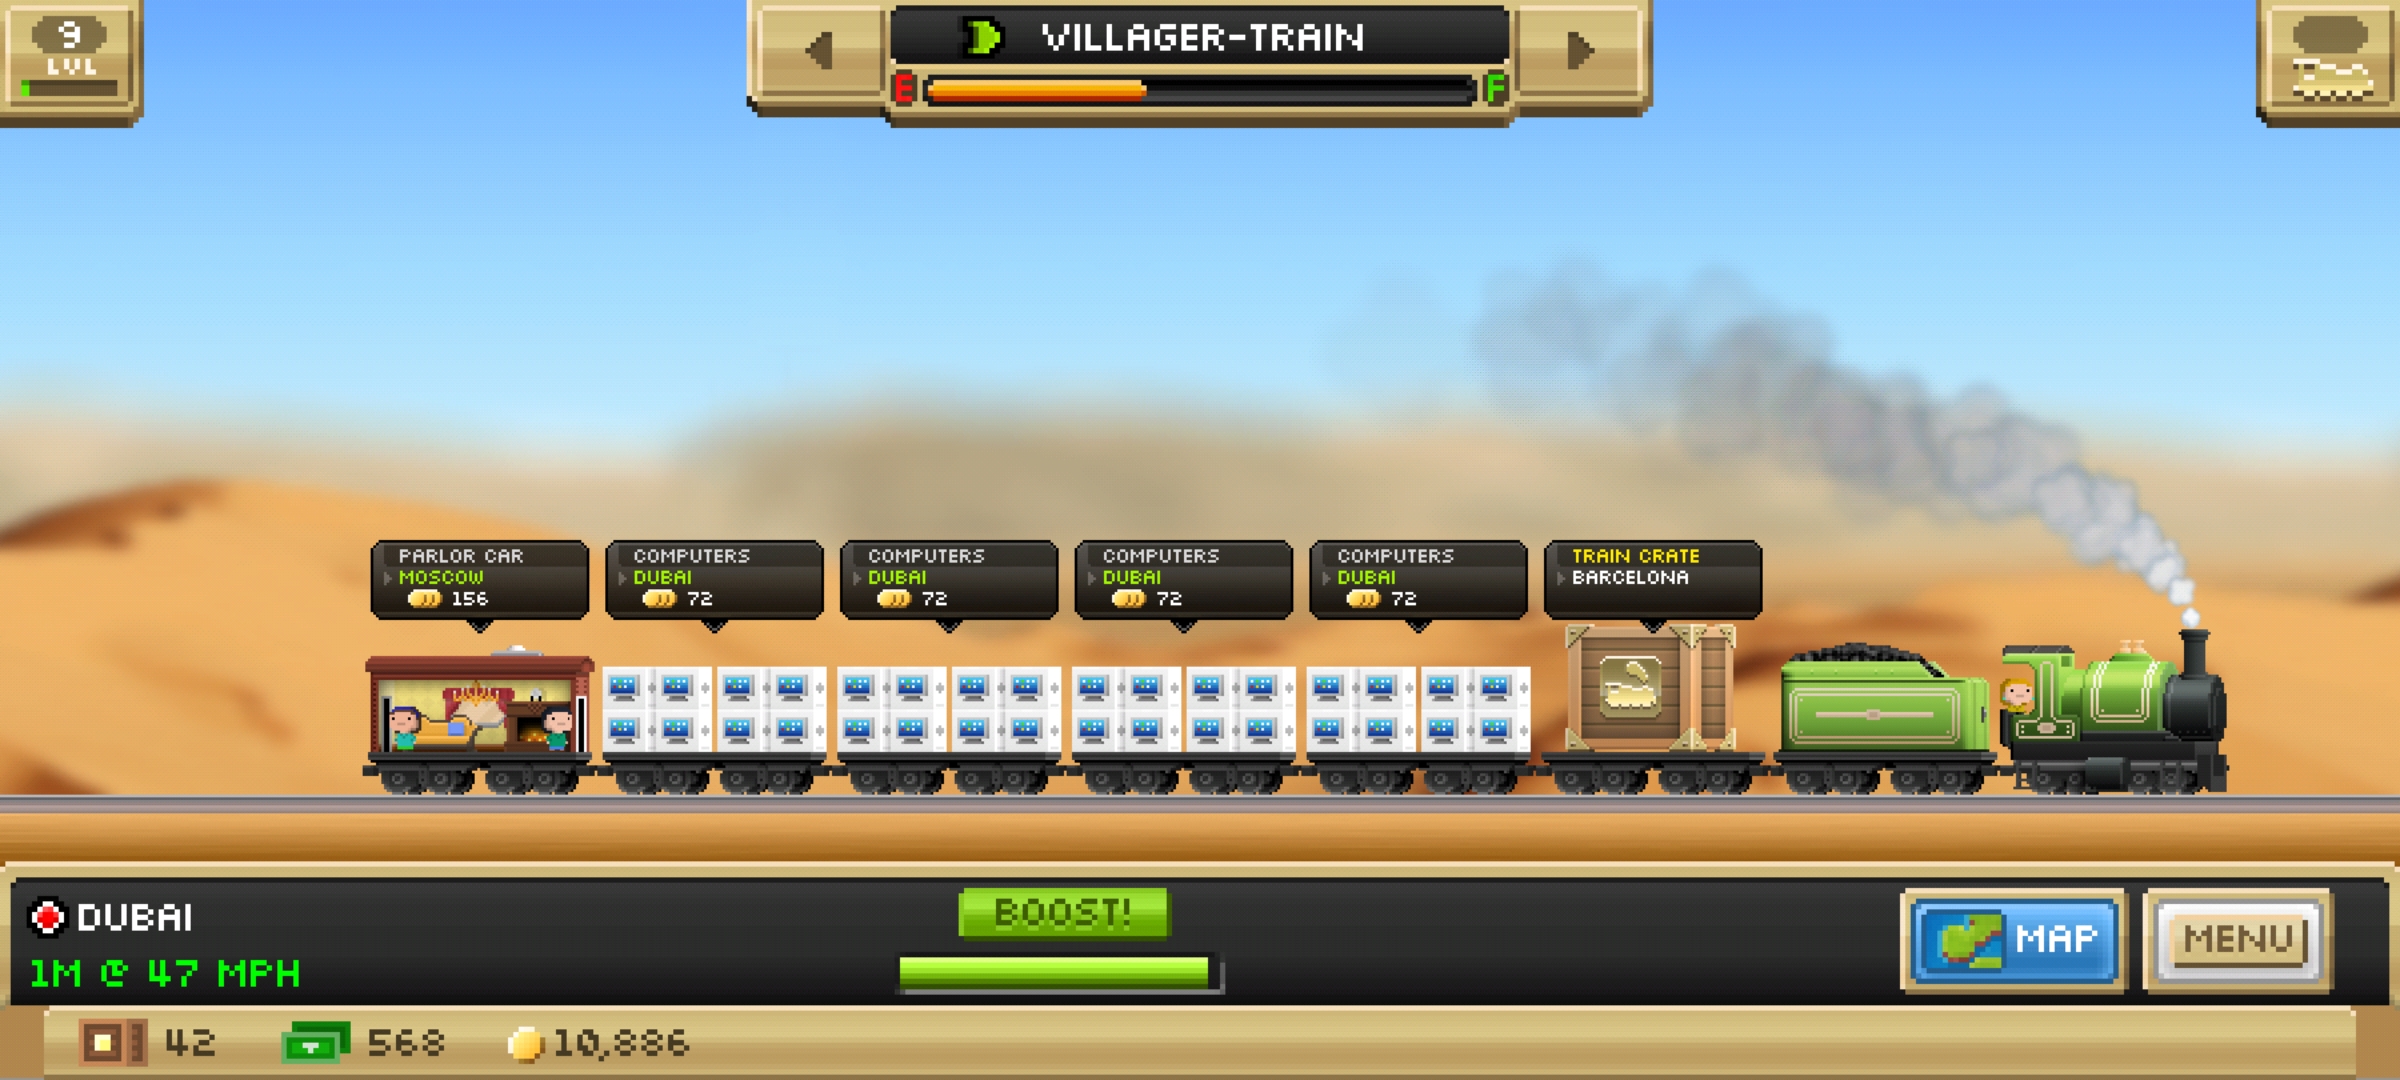 9
LVL
VILLAGER-TRAIN
E F
PARLOR CAR
MOSCOW
156
COMPUTERS
DUBAI
72
COMPUTERS
DUBAI
72
COMPUTERS
DUBAI
72
COMPUTERS
DUBAI
72
TRAIN CRATE
BARCELONA
DUBAI
1M @ 47 MPH
BOOST!
MAP
MENU
42
568
10,886